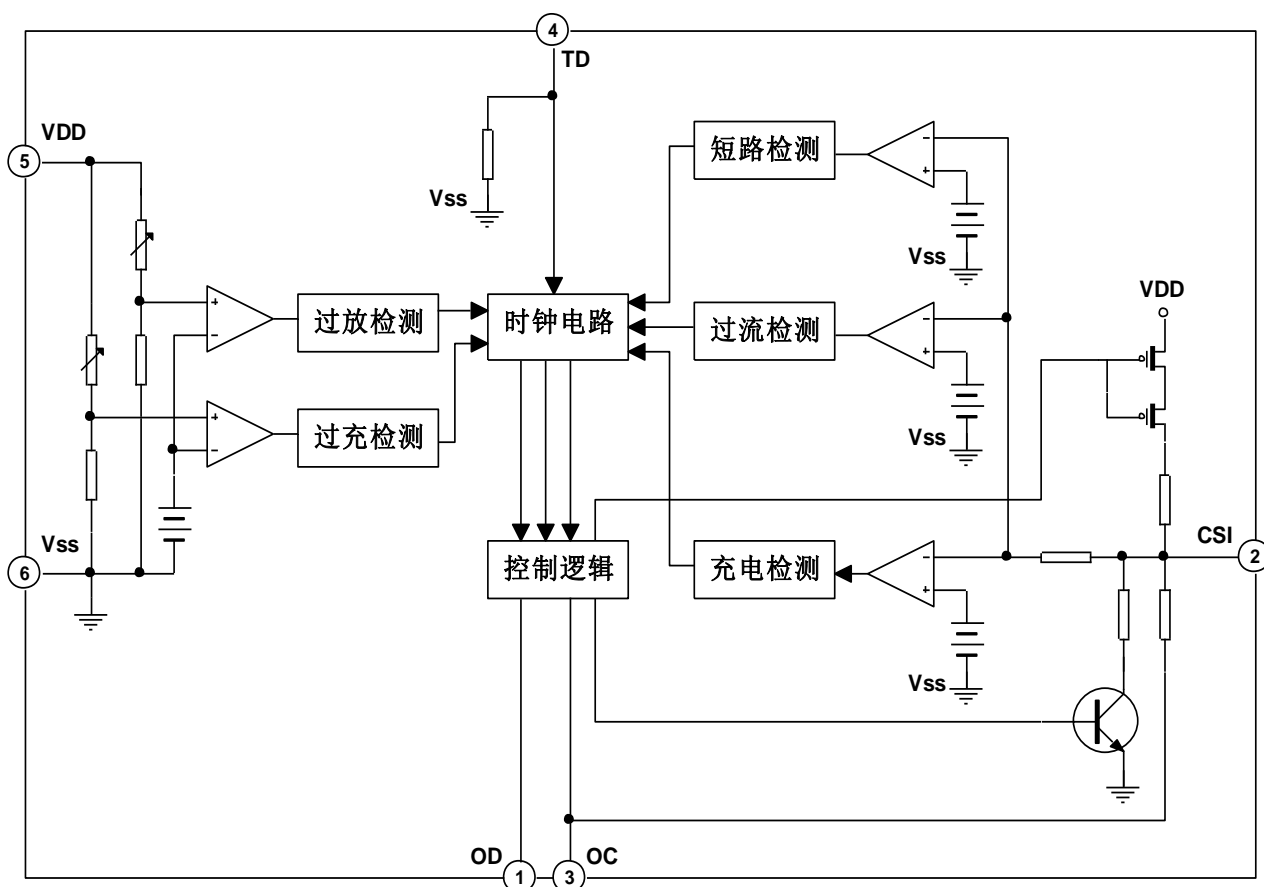 4
TD
VDD
5
短路检测
-
+
Vss
Vss
VDD
+
-
过放检测
时钟电路
过流检测
-
+
+
-
过充检测
Vss
Vss
6
控制逻辑
充电检测
-
+
CSI
2
Vss
OD
OC
1
3